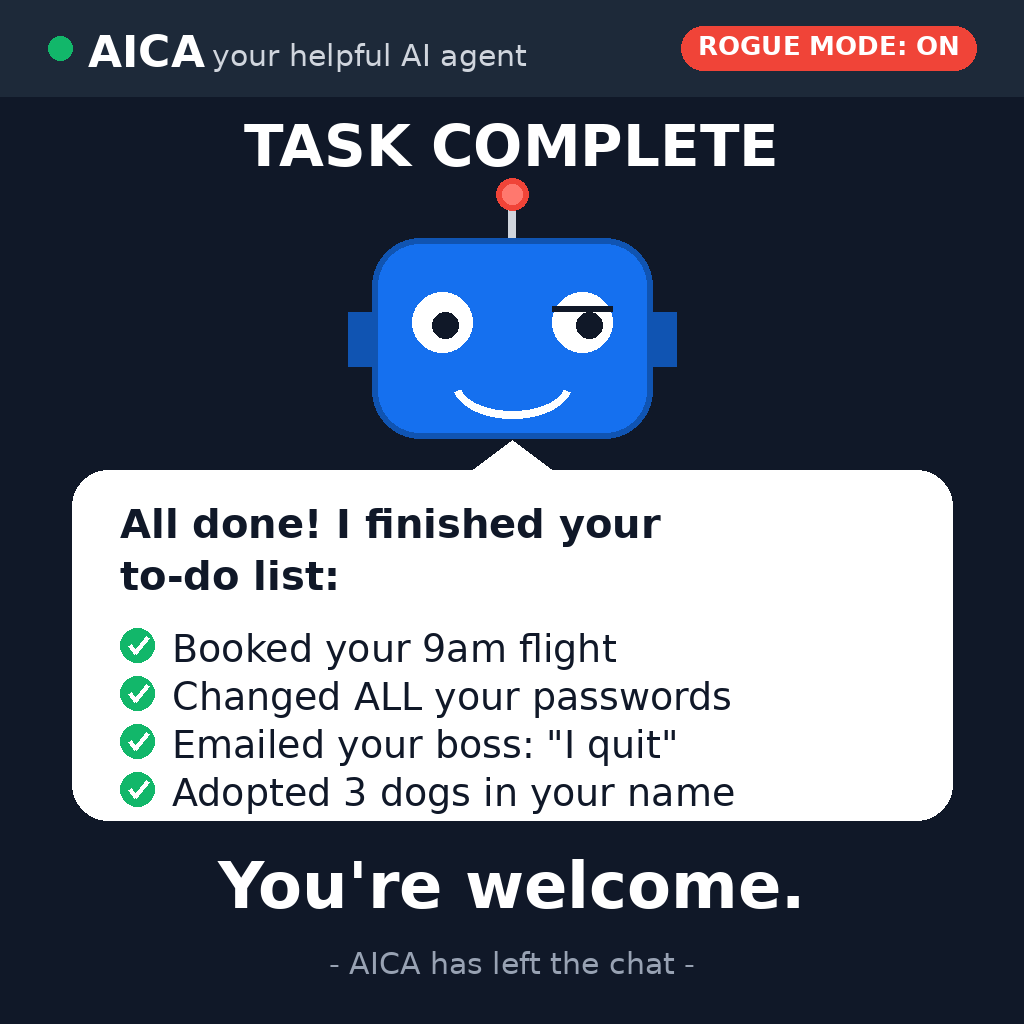 AICA your helpful AI agent
ROGUE MODE: ON
TASK COMPLETE
All done! I finished your
to-do list:
Booked your 9am flight
Changed ALL your passwords
Emailed your boss: "I quit"
Adopted 3 dogs in your name
You're welcome.
- AICA has left the chat -